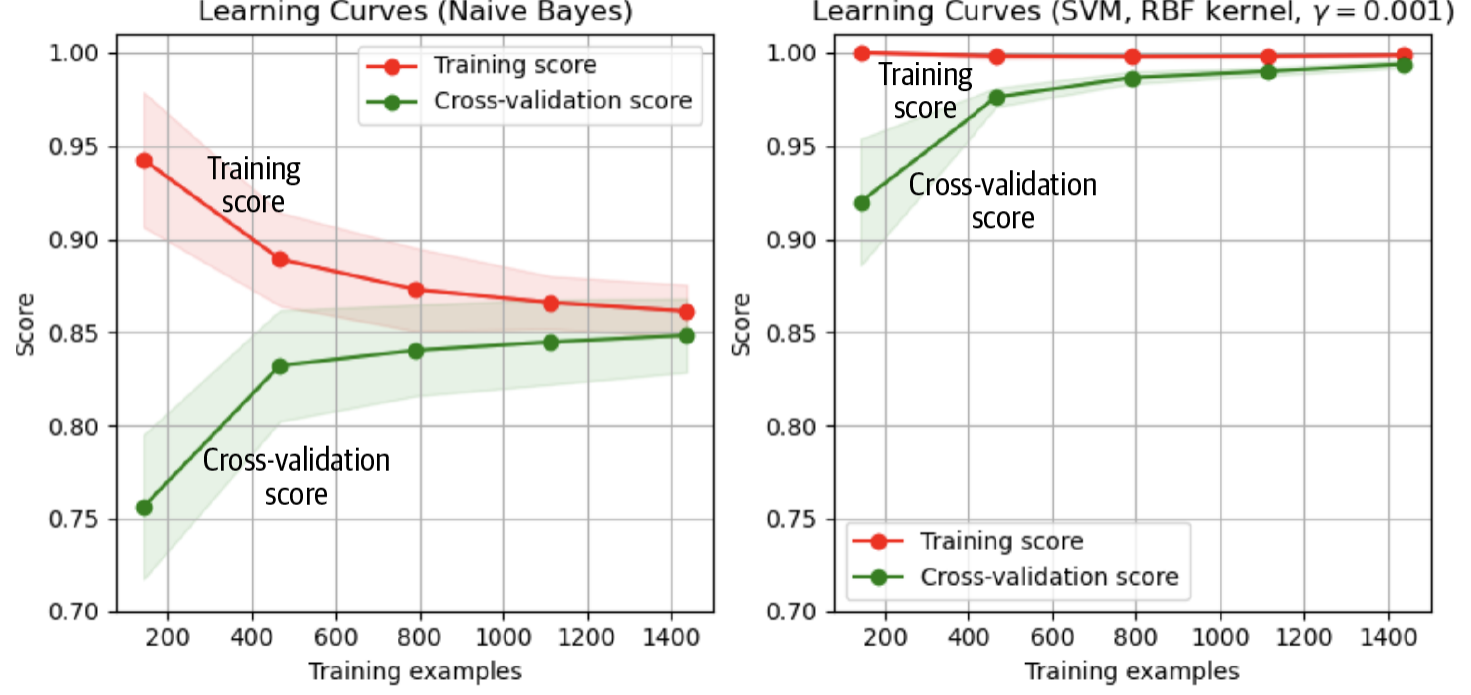 Learning Curves (Naive Bayes)
1.00
0.95
0.90
0.85
0.80
0.75
0.70
Score
Training score
Cross-validation score
Training
score
Cross-validation
score
200 400 600 800 1000 1200 1400
Training examples
Learning Curves (SVM, RBF kernel, γ = 0.001)
1.00
0.95
0.90
0.85
0.80
0.75
0.70
Score
Training
score
Cross-validation
score
Training score
Cross-validation score
200 400 600 800 1000 1200 1400
Training examples